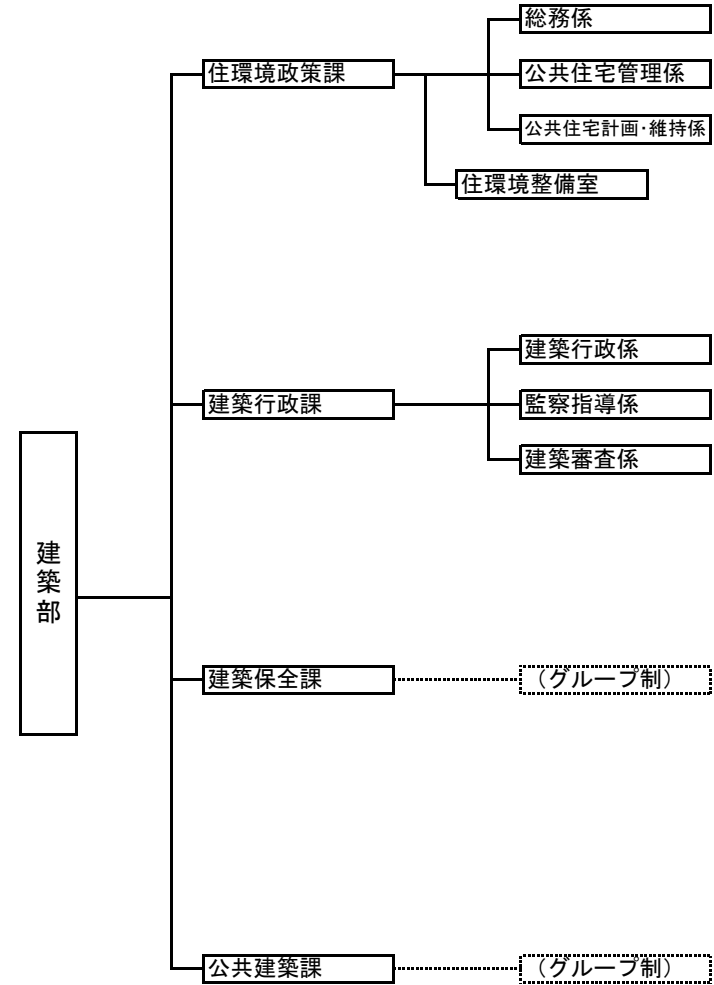 総務係
住環境政策課
公共住宅管理係
公共住宅計画・維持係
住環境整備室
建築行政係
建築行政課
監察指導係
建築審査係
建築部
建築保全課
（グループ制）
公共建築課
（グループ制）